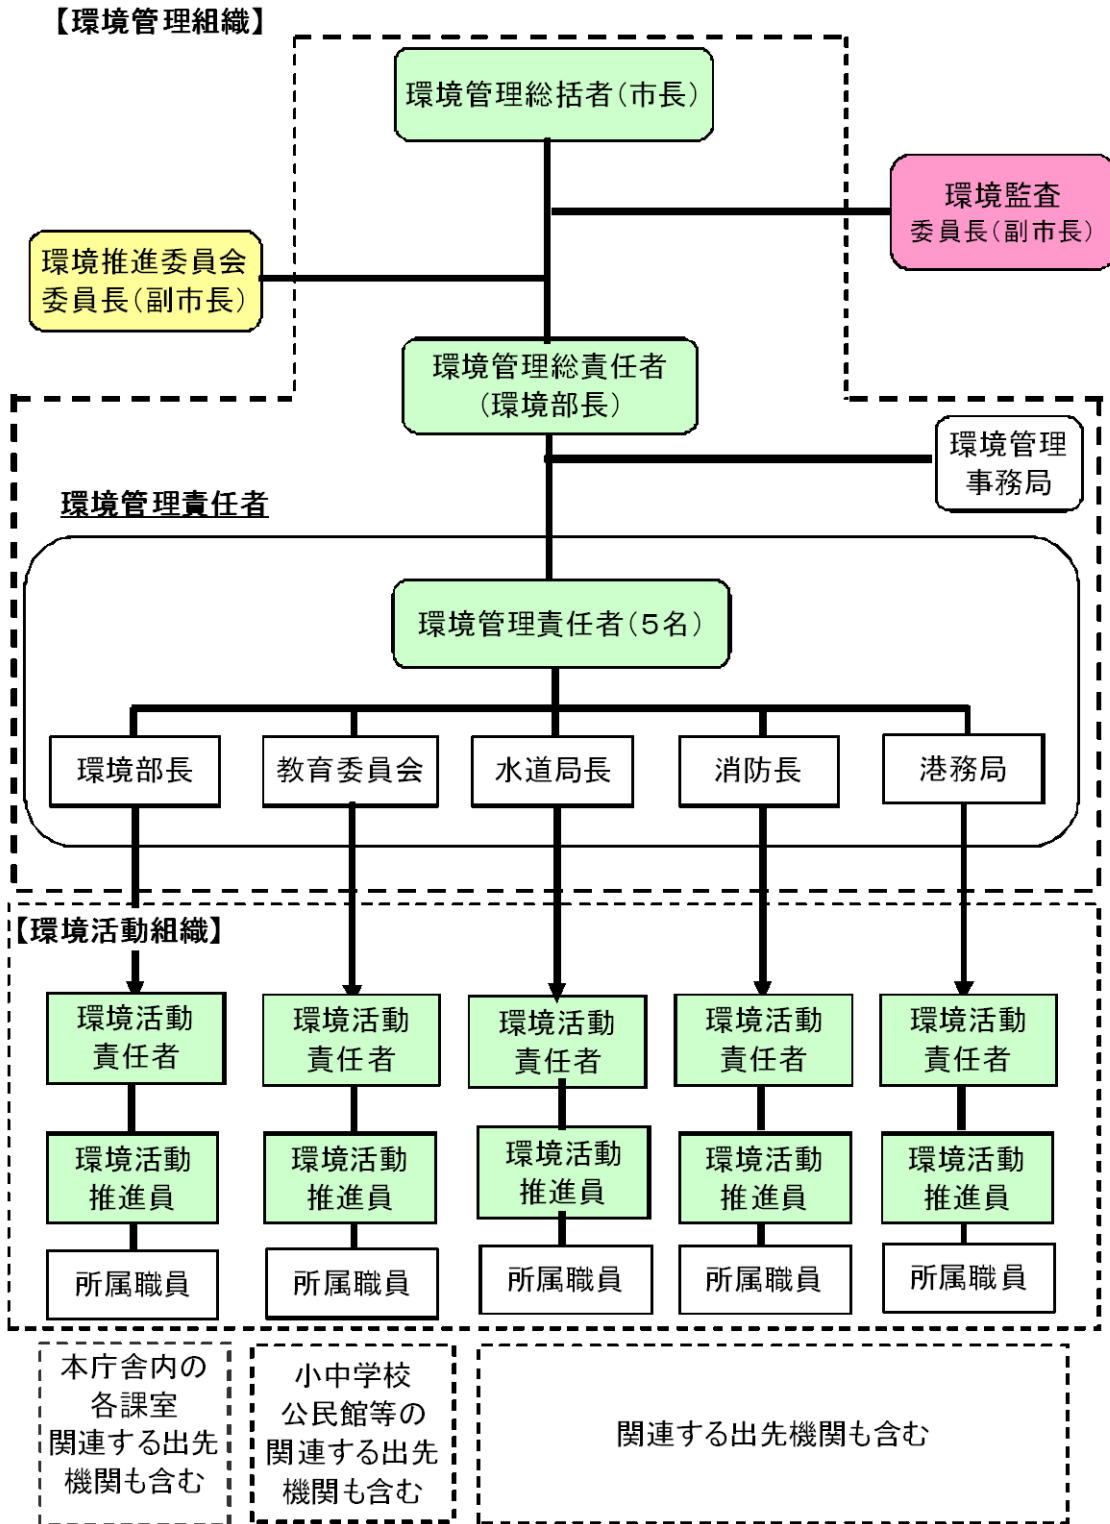 【環境管理組織】
環境管理総括者（市長）
環境監査
委員長（副市長）
環境推進委員会
委員長（副市長）
環境管理総責任者
（環境部長）
環境管理
事務局
環境管理責任者
環境管理責任者（５名）
環境部長
教育委員会
水道局長
消防長
港務局
【環境活動組織】
環境活動
責任者
環境活動
責任者
環境活動
責任者
環境活動
責任者
環境活動
責任者
環境活動
推進員
環境活動
推進員
環境活動
推進員
環境活動
推進員
環境活動
推進員
所属職員
所属職員
所属職員
所属職員
所属職員
本庁舎内の
各課室
関連する出先
機関も含む
小中学校
公民館等の
関連する出先
機関も含む
関連する出先機関も含む